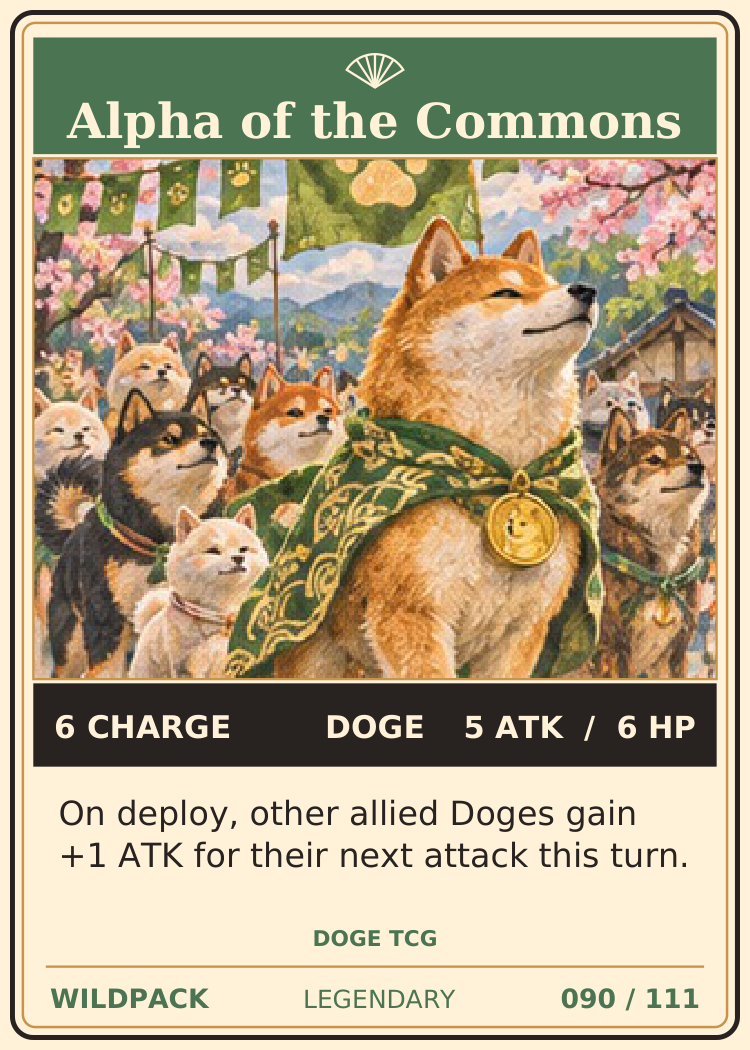 Alpha of the Commons
6 CHARGE DOGE 5 ATK / 6 HP
On deploy, other allied Doges gain
+1 ATK for their next attack this turn.
DOGE TCG
WILDPACK LEGENDARY 090 / 111